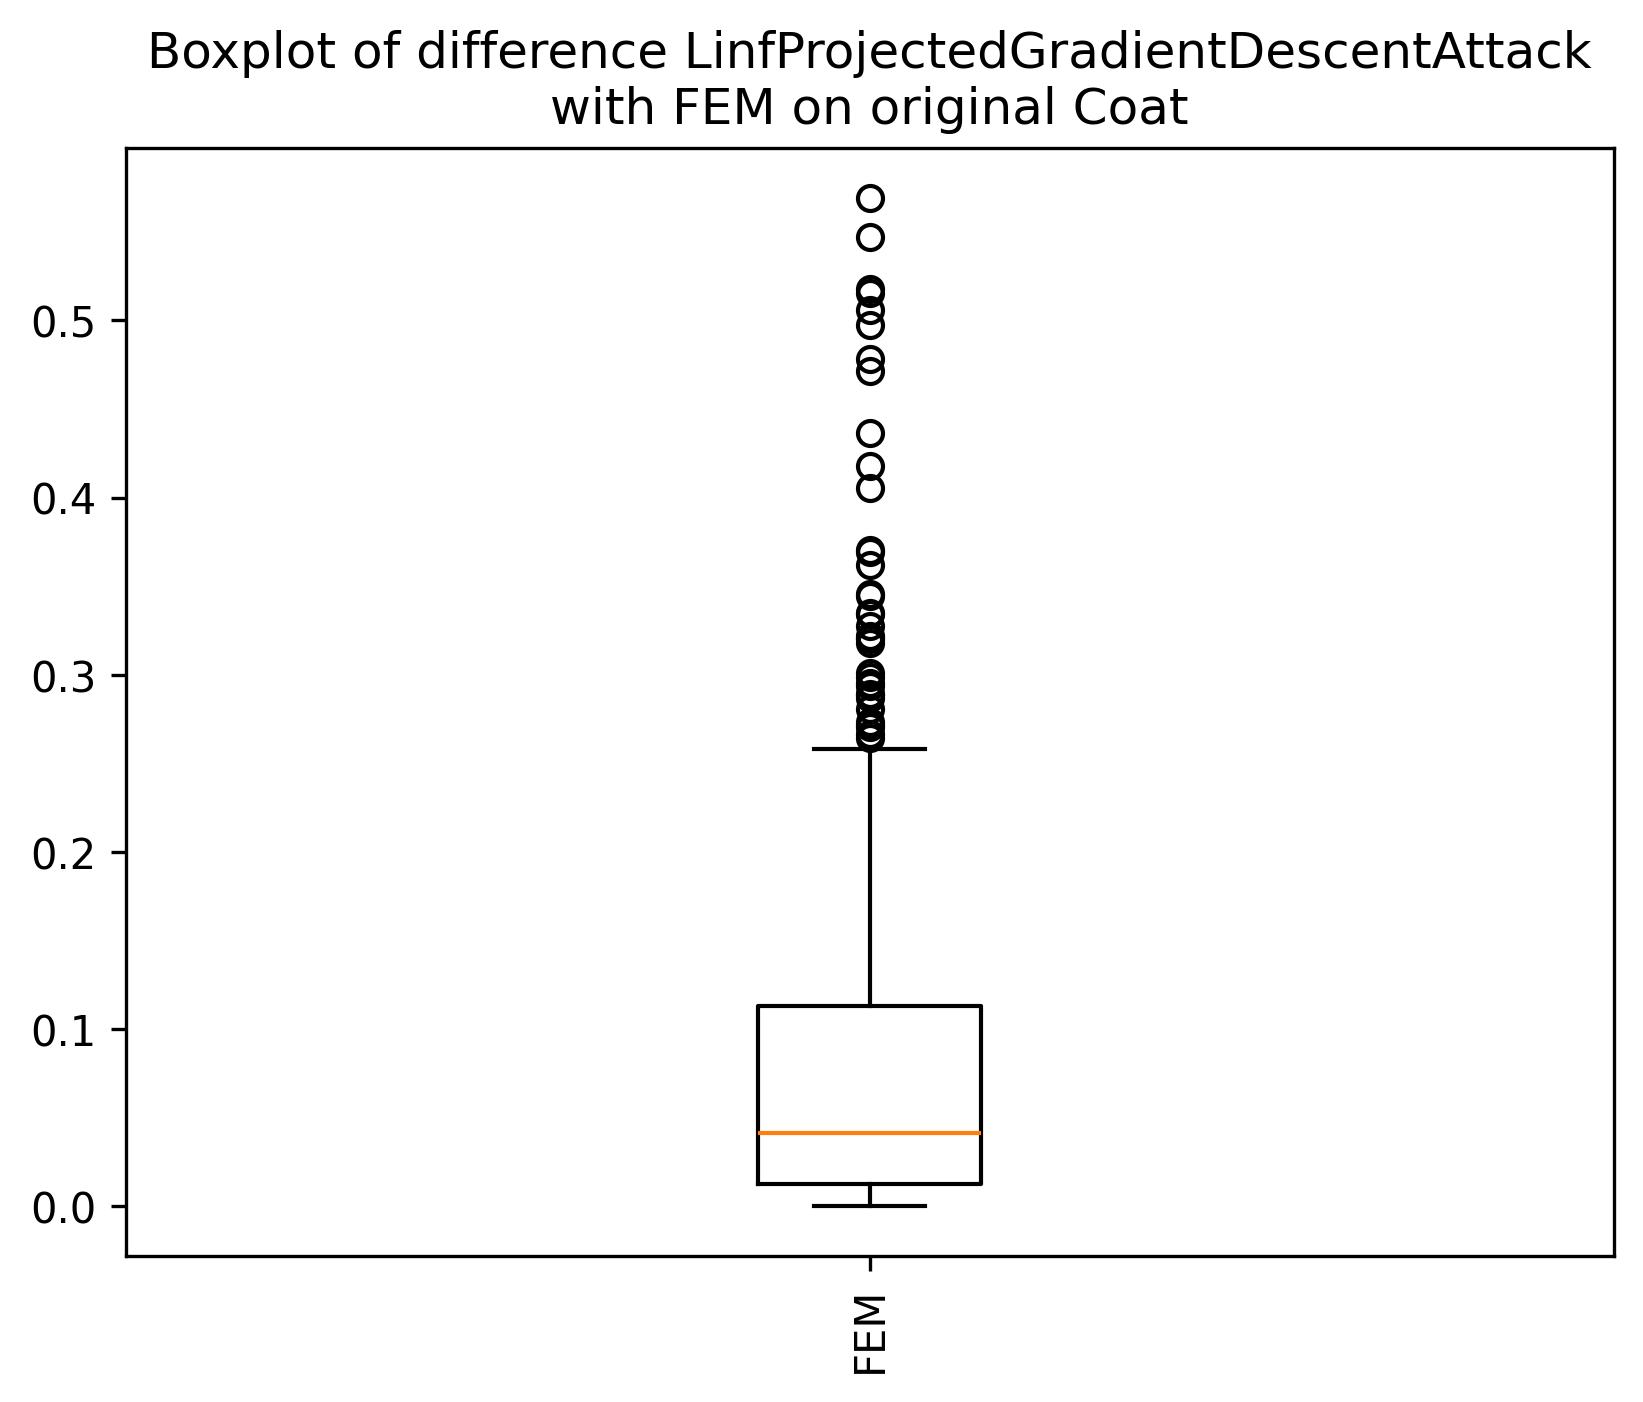 Boxplot of difference LinfProjectedGradientDescentAttack
with FEM on original Coat
0.5
0.4
0.3
0.2
0.1
0.0
FEM